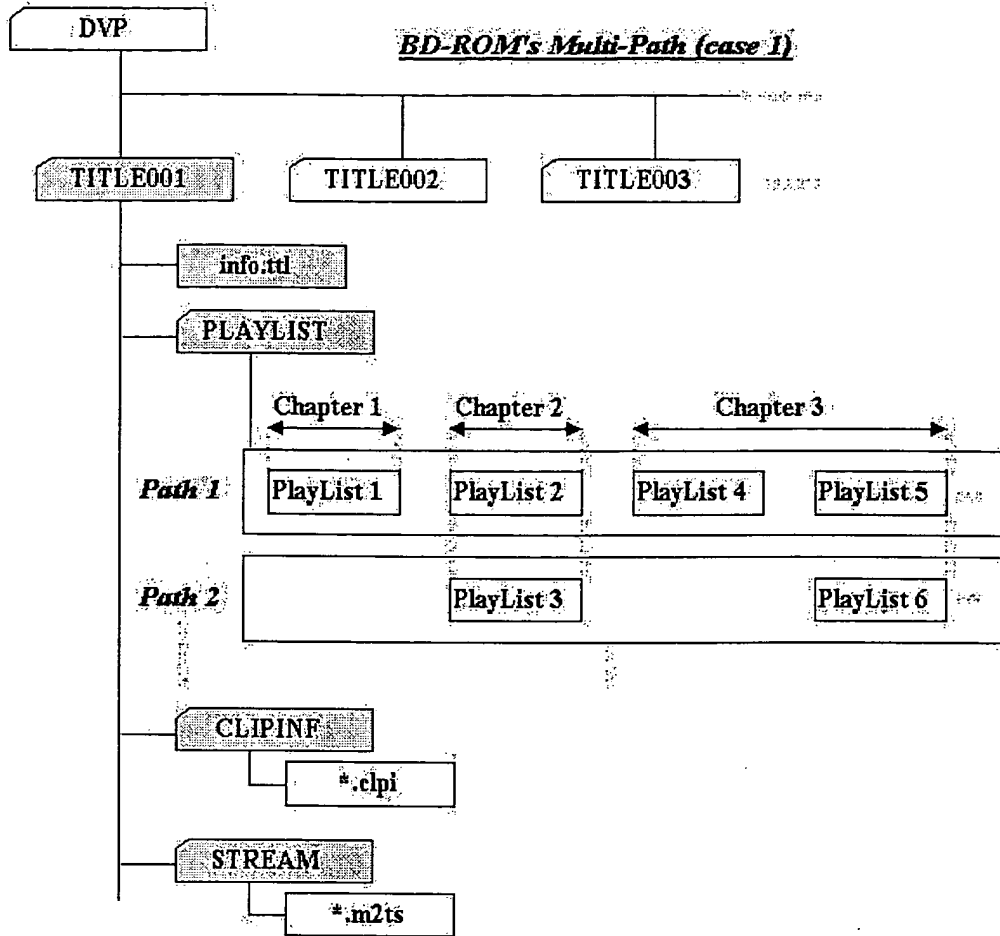 DVP
BD-ROM's Multi-Path (case 1)
TITLE001
TITLE002
TITLE003
info.ttl
PLAYLIST
Chapter 1
Chapter 2
Chapter 3
Path 1
PlayList 1
PlayList 2
PlayList 4
PlayList 5
Path 2
PlayList 3
PlayList 6
CLIPINF
*.clpi
STREAM
*.m2ts